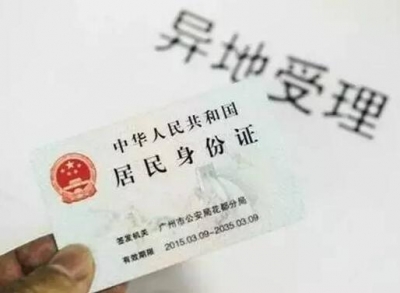 异地受理
中华人民共和国
居民身份证
签发机关 广州市公安局花都分局
有效期限 2015.03.09-2035.03.09